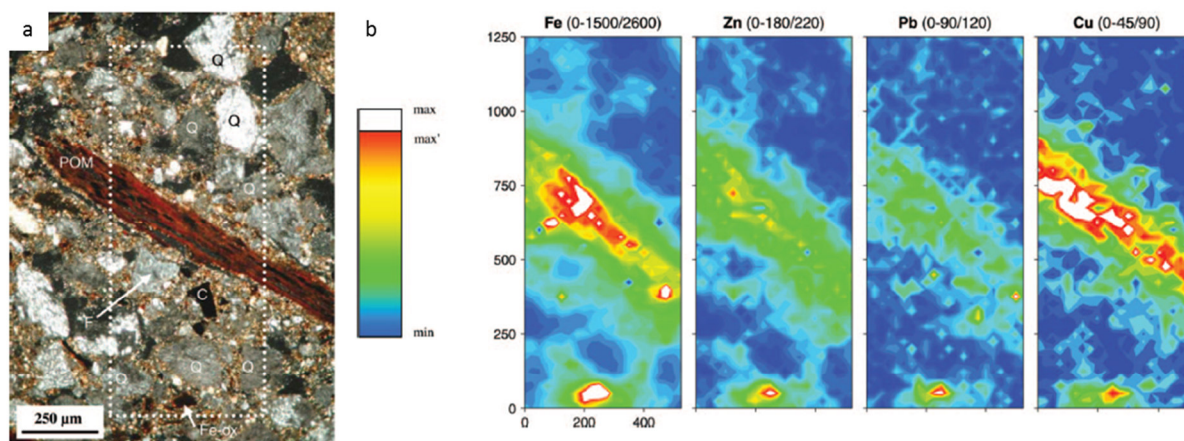 a
Q
Q
Q
POM
Q
C
F
Q
Q
Q
Fe-ox
250 µm
b
max
max'
min
Fe (0-1500/2600)
Zn (0-180/220)
Pb (0-90/120)
Cu (0-45/90)
1250
1000
750
500
250
0
0
200
400